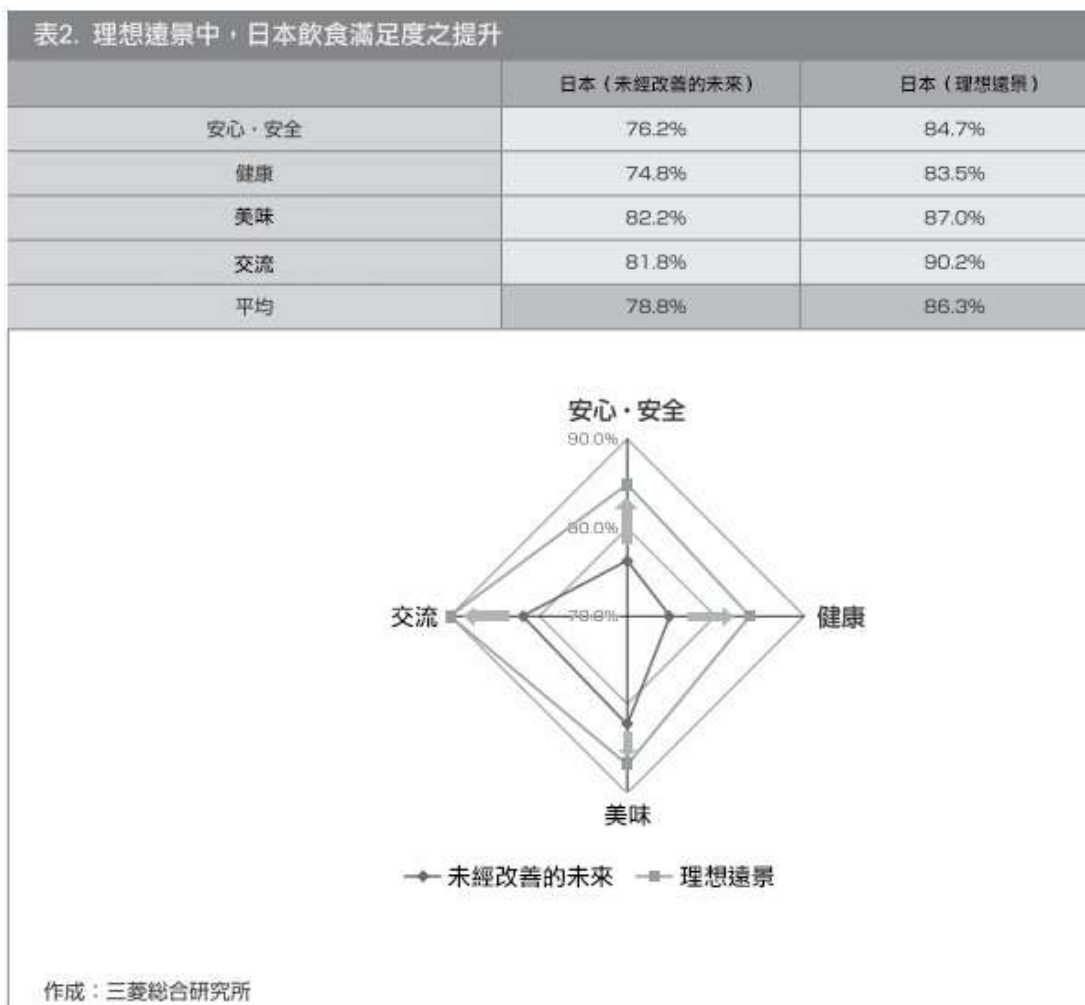 表2. 理想遠景中，日本飲食滿足度之提升
日本（未經改善的未來） 日本（理想遠景）
安心・安全 76.2% 84.7%
健康 74.8% 83.5%
美味 82.2% 87.0%
交流 81.8% 90.2%
平均 78.8% 86.3%
安心・安全
90.0%
80.0%
交流 70.0% 健康
美味
未經改善的未來 理想遠景
作成：三菱総合研究所